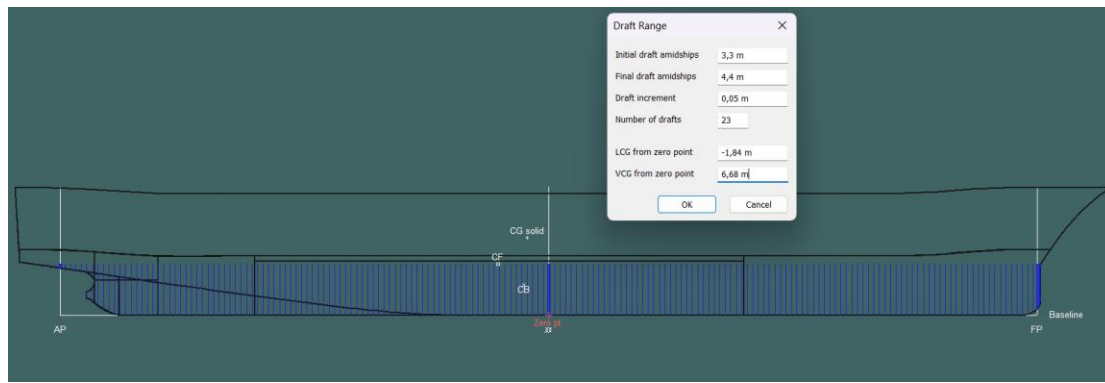 Draft Range
Initial draft amidships 3,3 m
Final draft amidships 4,4 m
Draft increment 0,05 m
Number of drafts 23
LCG from zero point -1,84 m
VCG from zero point 6,68 m
OK Cancel
CG solid
CF
CB
Zero pt.
Baseline
AP
FP